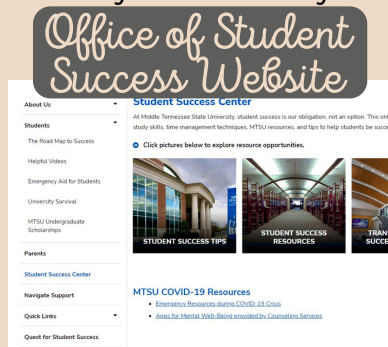 Office of Student
Success Website
About Us
Students
The Road Map to Success
Helpful Videos
Emergency Aid for Students
University Survival
MTSU Undergraduate
Scholarships
Parents
Student Success Center
Navigate Support
Quick Links
Quest for Student Success
Student Success Center
At Middle Tennessee State University, student success is our obligation, not an option. This onl
study skills, time management techniques, MTSU resources, and tips to help students be succe
Click pictures below to explore resource opportunities.
STUDENT SUCCESS TIPS
STUDENT SUCCESS
RESOURCES
TRAN
SUCCE
MTSU COVID-19 Resources
Emergency Resources during COVID-19 Crisis
Apps for Mental Well-Being provided by Counseling Services